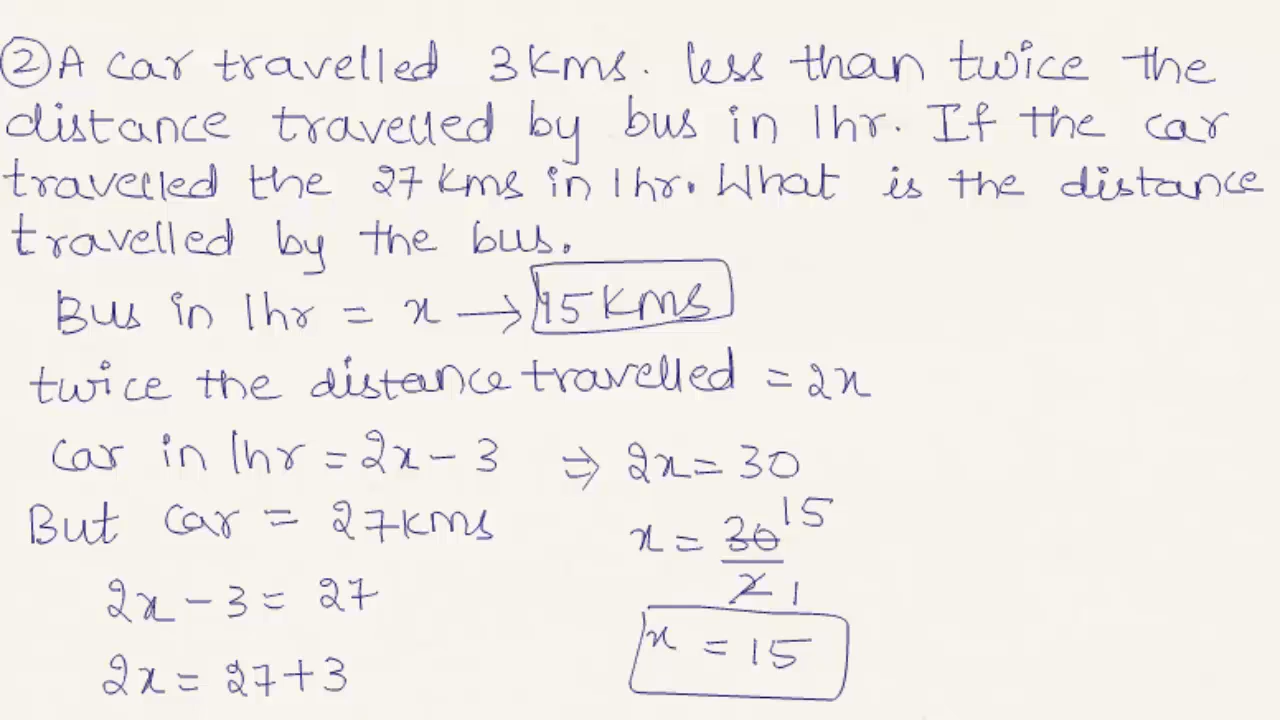 ② A car travelled 3kms. less than twice the
distance travelled by bus in 1hr. If the car
travelled the 27kms in 1hr. What is the distance
travelled by the bus.
Bus in 1hr = x → 15kms
twice the distance travelled = 2x
car in 1hr = 2x - 3
But car = 27kms
2x - 3 = 27
2x = 27 + 3
⇒ 2x = 30
x = 30/2 15 1
x = 15